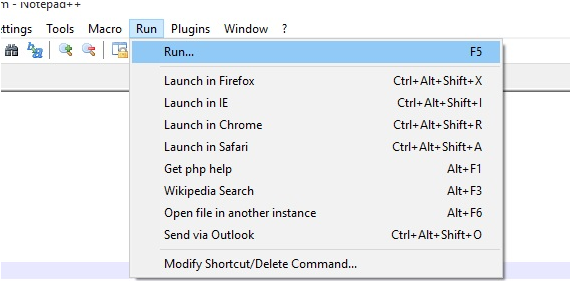 m - Notepad++
ttings Tools Macro Run Plugins Window ?
Run... F5
Launch in Firefox Ctrl+Alt+Shift+X
Launch in IE Ctrl+Alt+Shift+I
Launch in Chrome Ctrl+Alt+Shift+R
Launch in Safari Ctrl+Alt+Shift+A
Get php help Alt+F1
Wikipedia Search Alt+F3
Open file in another instance Alt+F6
Send via Outlook Ctrl+Alt+Shift+O
Modify Shortcut/Delete Command...